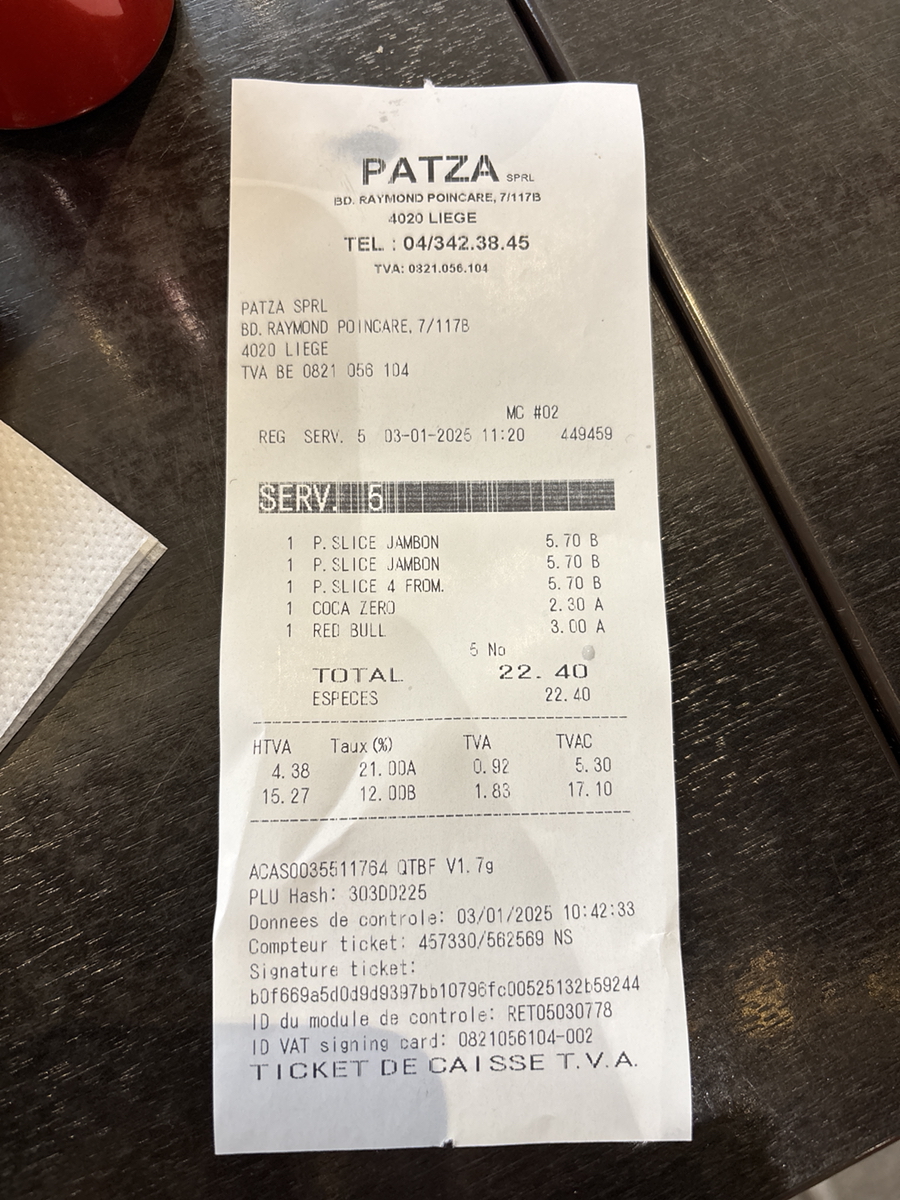 PATZA SPRL
BD. RAYMOND POINCARE, 7/117B
4020 LIEGE
TEL. : 04/342.38.45
TVA: 0821.056.104
PATZA SPRL
BD. RAYMOND POINCARE, 7/117B
4020 LIEGE
TVA BE 0821 056 104
MC #02
REG SERV. 5 03-01-2025 11:20 449459
SERV. 5
1 P. SLICE JAMBON 5.70 B
1 P. SLICE JAMBON 5.70 B
1 P. SLICE 4 FROM. 5.70 B
1 COCA ZERO 2.30 A
1 RED BULL 3.00 A
5 No
TOTAL 22.40
ESPECES 22.40
HTVA Taux (%) TVA TVAC
4.38 21.00A 0.92 5.30
15.27 12.00B 1.83 17.10
ACAS0035511764 QTBF V1.7g
PLU Hash: 303DD225
Donnees de controle: 03/01/2025 10:42:33
Compteur ticket: 457330/562569 NS
Signature ticket:
b0f669a5d0d9d9397bb10796fc00525132b59244
ID du module de controle: RET05030778
ID VAT signing card: 0821056104-002
TICKET DE CAISSE T.V.A.